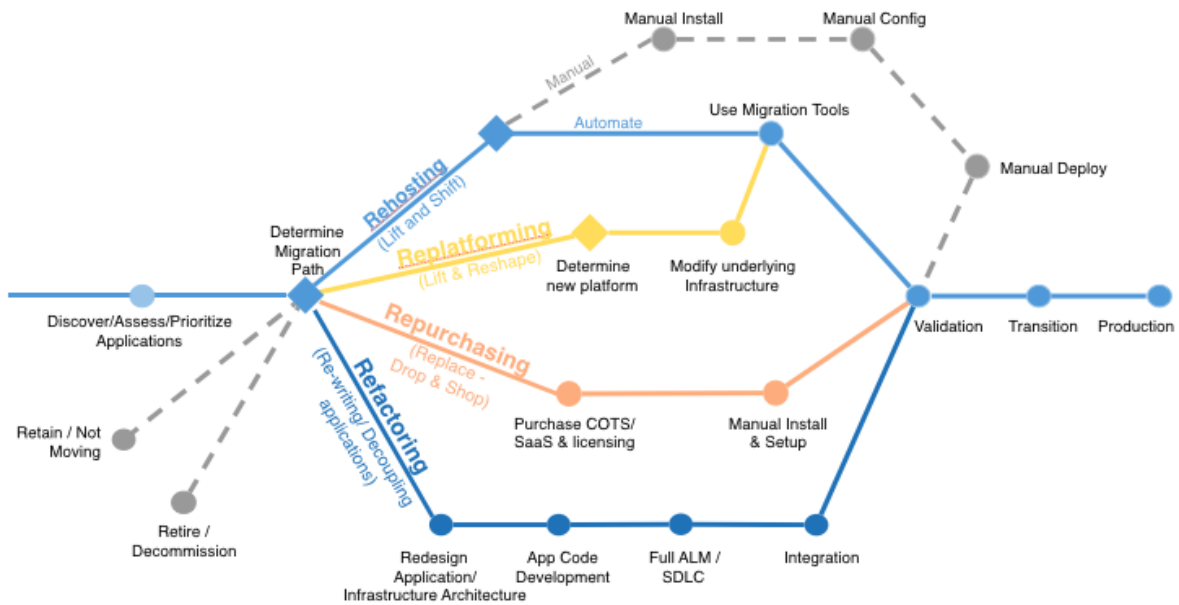 Manual Install
Manual Config
Manual
Use Migration Tools
Automate
Manual Deploy
Rehosting
(Lift and Shift)
Determine
Migration
Path
Replatforming
(Lift & Reshape)
Determine
new platform
Modify underlying
Infrastructure
Discover/Assess/Prioritize
Applications
Validation
Transition
Production
Repurchasing
(Replace -
Drop & Shop)
Purchase COTS/
SaaS & licensing
Manual Install
& Setup
Refactoring
(Re-writing/ Decoupling
applications)
Retain / Not
Moving
Retire /
Decommission
Redesign
Application/
Infrastructure Architecture
App Code
Development
Full ALM /
SDLC
Integration